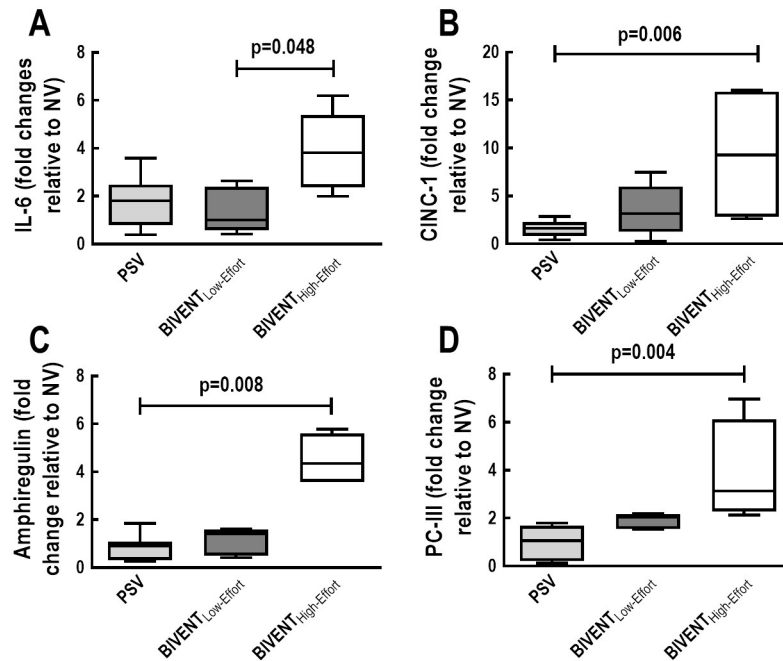 A
IL-6 (fold changes
relative to NV)
8
6
4
2
0
p=0.048
PSV
BIVENTLow-Effort
BIVENTHigh-Effort
B
CINC-1 (fold change
relative to NV)
20
15
10
5
0
p=0.006
PSV
BIVENTLow-Effort
BIVENTHigh-Effort
C
Amphiregulin (fold
change relative to NV)
8
6
4
2
0
p=0.008
PSV
BIVENTLow-Effort
BIVENTHigh-Effort
D
PC-III (fold change
relative to NV)
8
6
4
2
0
p=0.004
PSV
BIVENTLow-Effort
BIVENTHigh-Effort